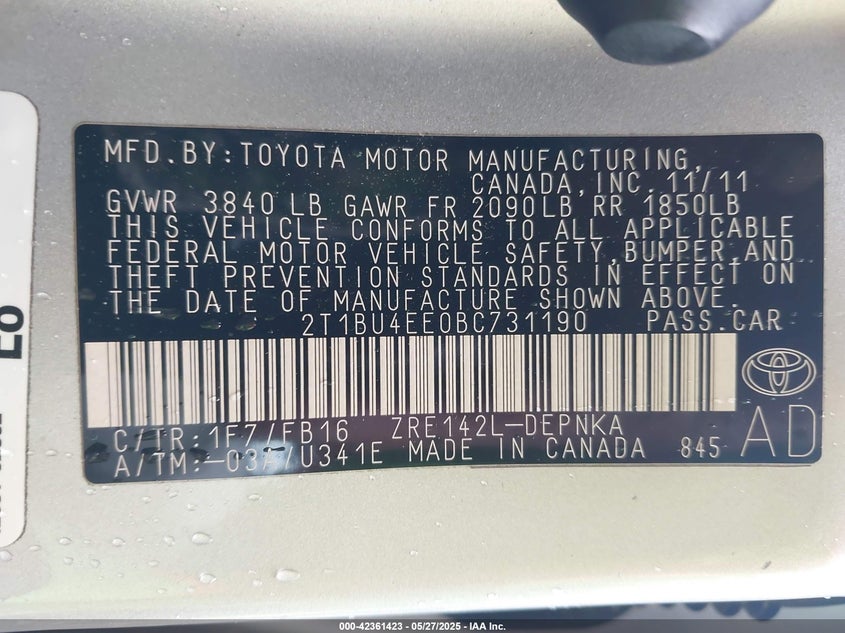 MFD.BY:TOYOTA MOTOR MANUFACTURING,
CANADA,INC. 11/11
GVWR 3840 LB GAWR FR 2090LB RR 1850LB
THIS VEHICLE CONFORMS TO ALL APPLICABLE
FEDERAL MOTOR VEHICLE SAFETY,BUMPER,AND
THEFT PREVENTION STANDARDS IN EFFECT ON
THE DATE OF MANUFACTURE SHOWN ABOVE.
2T1BU4EE0BC731190 PASS.CAR
C/TR:1F7/FB16 ZRE142L-DEPNKA
A/TM:-03A/U341E MADE IN CANADA 845
AD
000-42361423 - 05/27/2025 - IAA Inc.